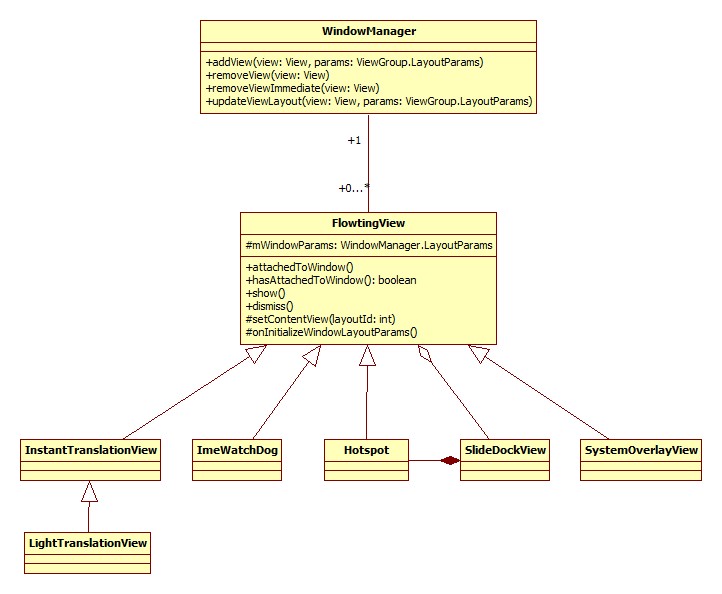 WindowManager
+addView(view: View, params: ViewGroup.LayoutParams)
+removeView(view: View)
+removeViewImmediate(view: View)
+updateViewLayout(view: View, params: ViewGroup.LayoutParams)
+1
+0...*
FlowtingView
#mWindowParams: WindowManager.LayoutParams
+attachedToWindow()
+hasAttachedToWindow(): boolean
+show()
+dismiss()
#setContentView(layoutId: int)
#onInitializeWindowLayoutParams()
InstantTranslationView
ImeWatchDog
Hotspot
SlideDockView
SystemOverlayView
LightTranslationView